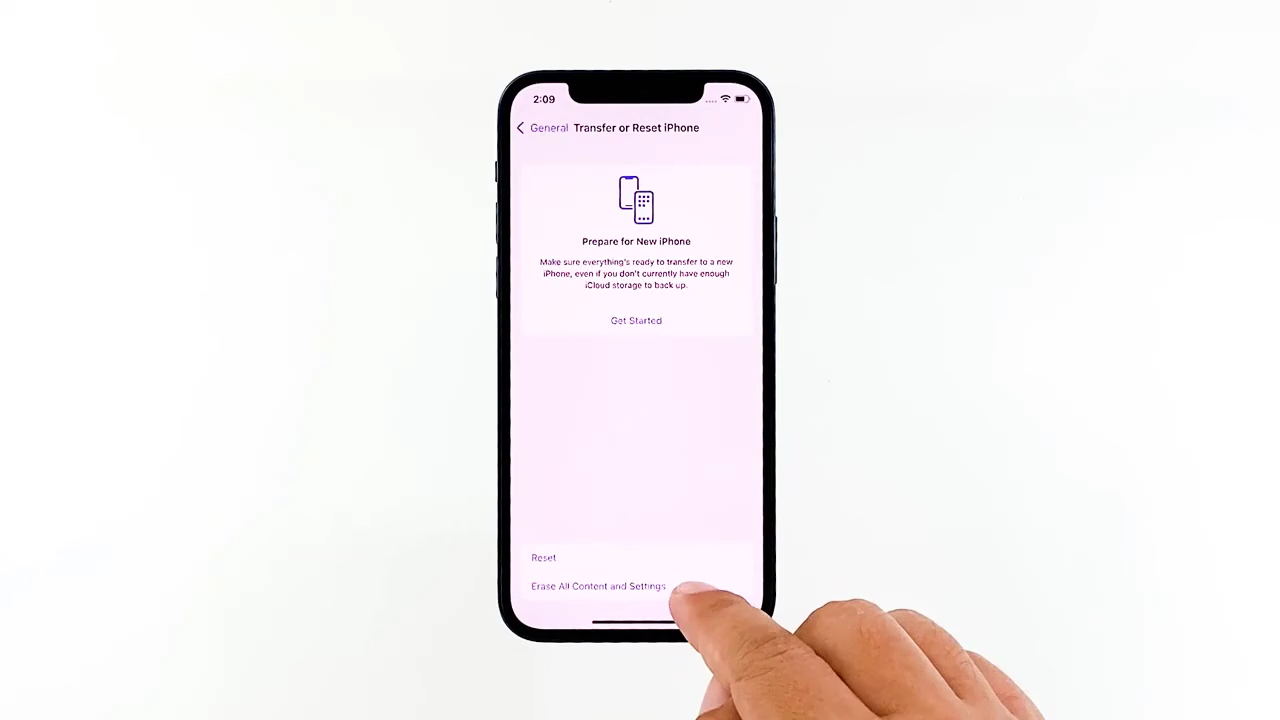 2:09
General Transfer or Reset iPhone
Prepare for New iPhone
Make sure everything's ready to transfer to a new
iPhone, even if you don't currently have enough
iCloud storage to back up.
Get Started
Reset
Erase All Content and Settings